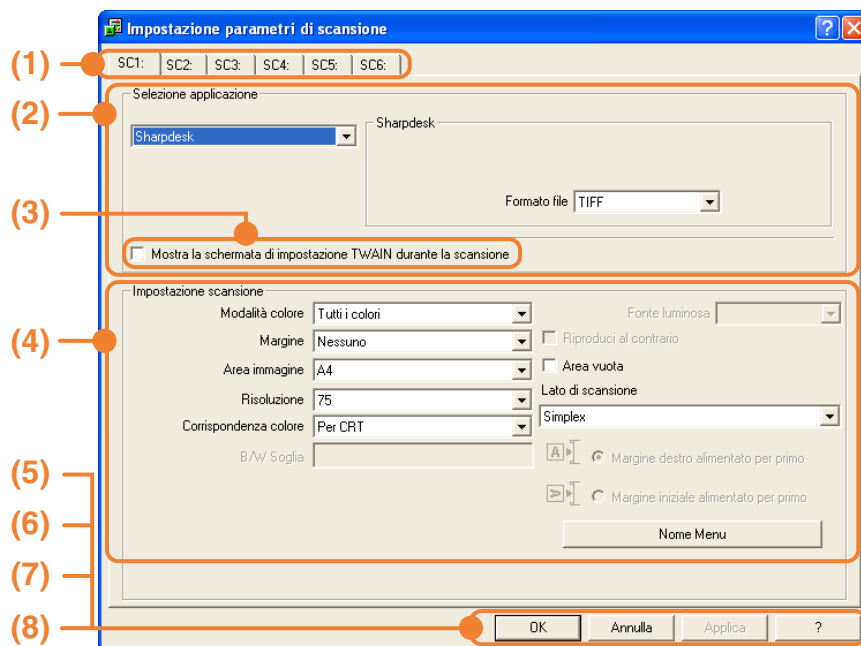 Impostazione parametri di scansione
?
(1)
SC1: SC2: SC3: SC4: SC5: SC6:
(2)
Selezione applicazione
Sharpdesk
Sharpdesk
Formato file TIFF
(3)
Mostra la schermata di impostazione TWAIN durante la scansione
(4)
Impostazione scansione
Modalità colore Tutti i colori
Margine Nessuno
Area immagine A4
Risoluzione 75
Corrispondenza colore Per CRT
B/W Soglia
Fonte luminosa
Riproduci al contrario
Area vuota
Lato di scansione
Simplex
A
Margine destro alimentato per primo
A
Margine iniziale alimentato per primo
Nome Menu
(5)
(6)
(7)
(8)
OK Annulla Applica ?